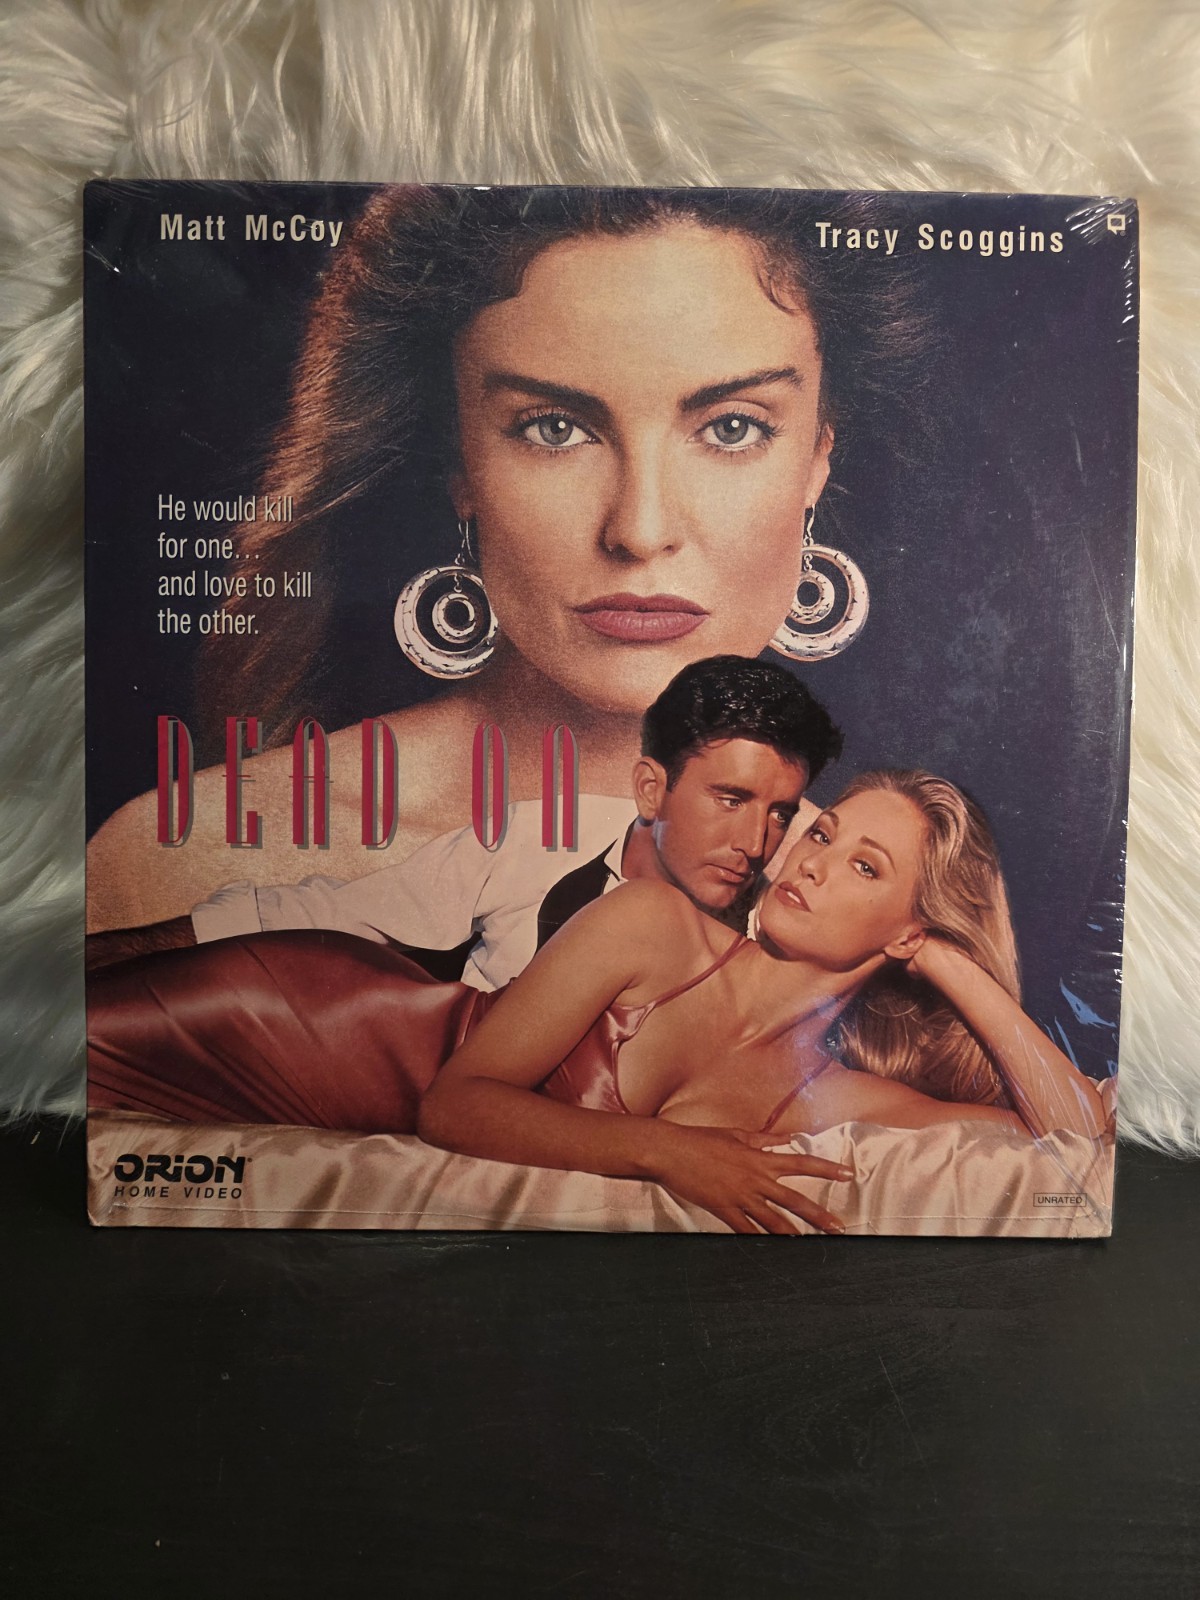 Matt McCoy
Tracy Scoggins
He would kill
for one...
and love to kill
the other.
DEAD ON
ORION
HOME VIDEO
UNRATED